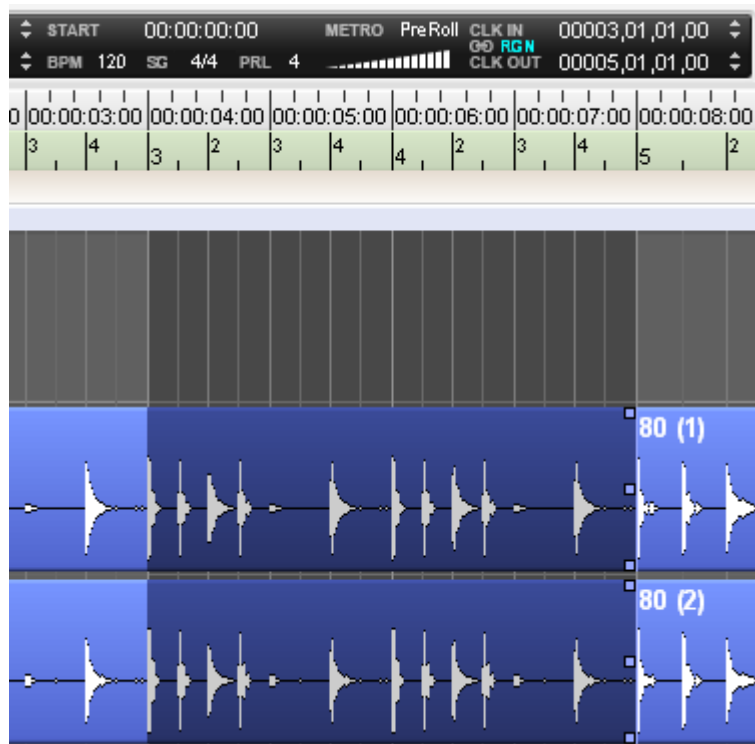 START 00:00:00:00 METRO PreRoll CLK IN 00003,01,01,00
RGN
BPM 120 SG 4/4 PRL 4 CLK OUT 00005,01,01,00
0 00:00:03:00 00:00:04:00 00:00:05:00 00:00:06:00 00:00:07:00 00:00:08:00
3 4 3 2 3 4 4 2 3 4 5 2
80 (1)
80 (2)